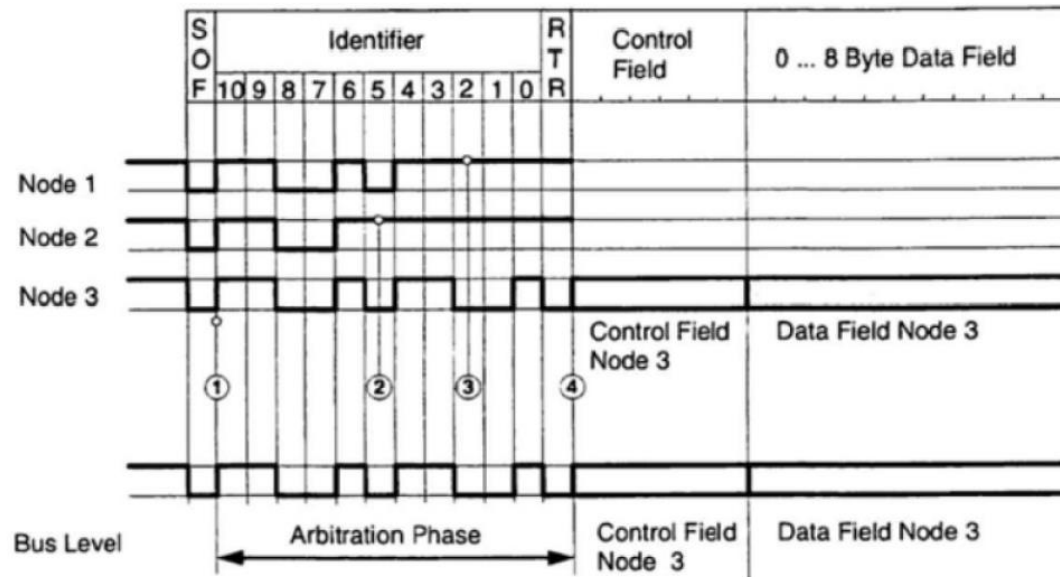 SOF
Identifier
RTR
Control
Field
0 ... 8 Byte Data Field
10 9 8 7 6 5 4 3 2 1 0
Node 1
Node 2
Node 3
Control Field
Node 3
Data Field Node 3
1 2 3 4
Bus Level
Arbitration Phase
Control Field
Node 3
Data Field Node 3